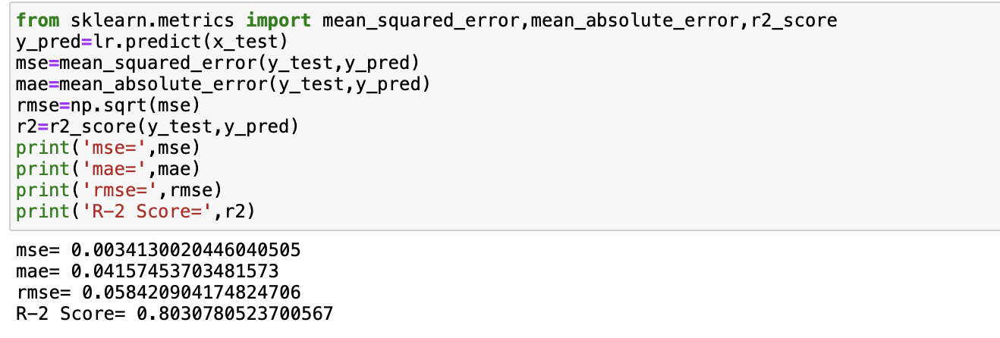 from sklearn.metrics import mean_squared_error,mean_absolute_error,r2_score
y_pred=lr.predict(x_test)
mse=mean_squared_error(y_test,y_pred)
mae=mean_absolute_error(y_test,y_pred)
rmse=np.sqrt(mse)
r2=r2_score(y_test,y_pred)
print('mse=',mse)
print('mae=',mae)
print('rmse=',rmse)
print('R-2 Score=',r2)
mse= 0.0034130020446040505
mae= 0.04157453703481573
rmse= 0.058420904174824706
R-2 Score= 0.8030780523700567